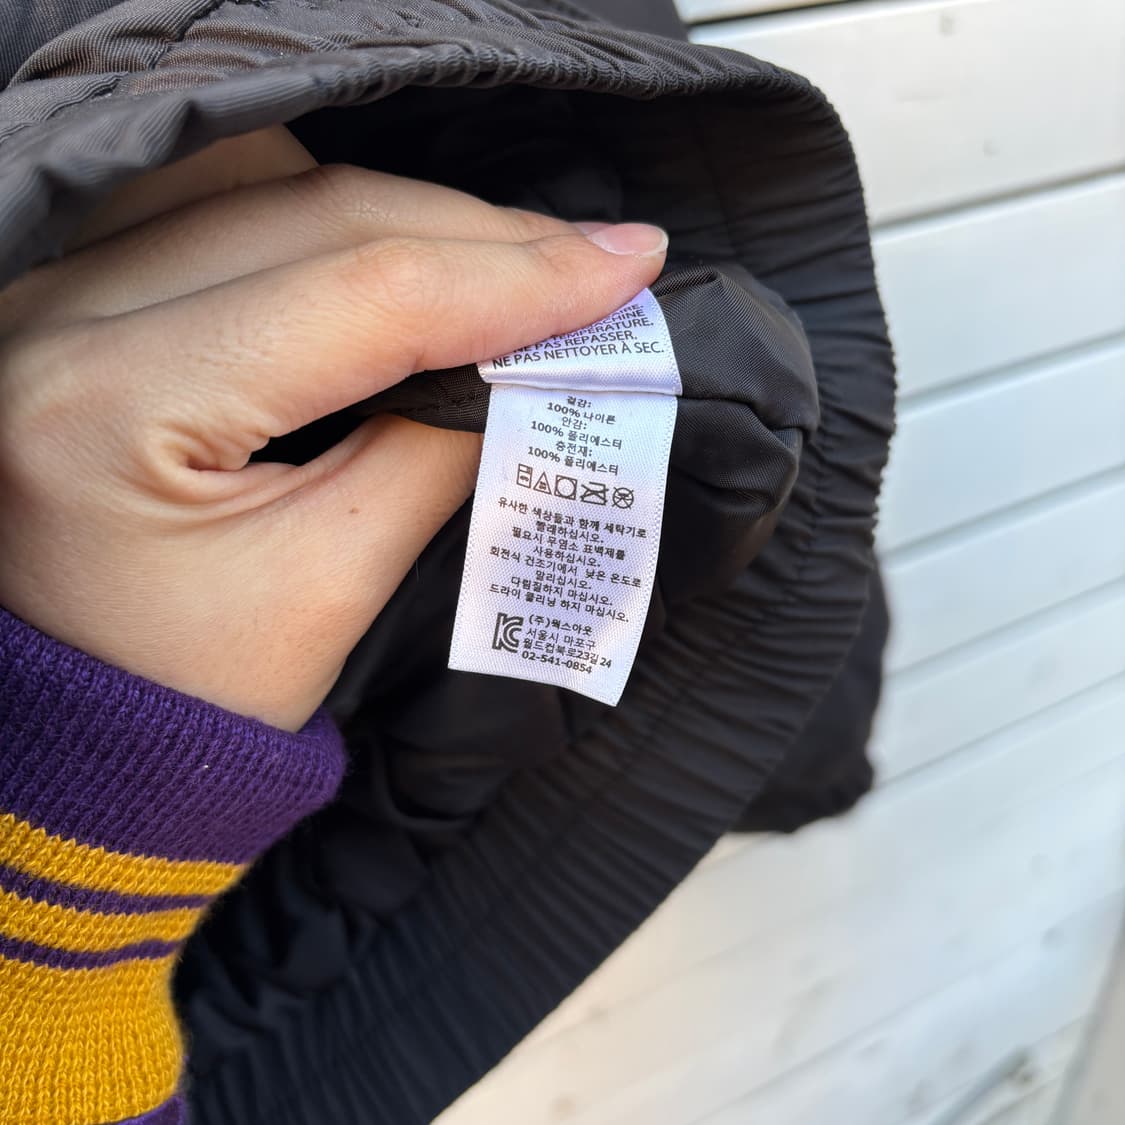 TEMPÉRATURE.
NE PAS REPASSER.
NE PAS NETTOYER À SEC.
겉감:
100% 나이론
안감:
100% 폴리에스터
충전재:
100% 폴리에스터
유사한 색상들과 함께 세탁기로
빨래하십시오.
필요시 무염소 표백제를
사용하십시오.
회전식 건조기에서 낮은 온도로
말리십시오.
다림질하지 마십시오.
드라이 클리닝 하지 마십시오.
(주)웍스아웃
서울시 마포구
월드컵북로23길 24
02-541-0854